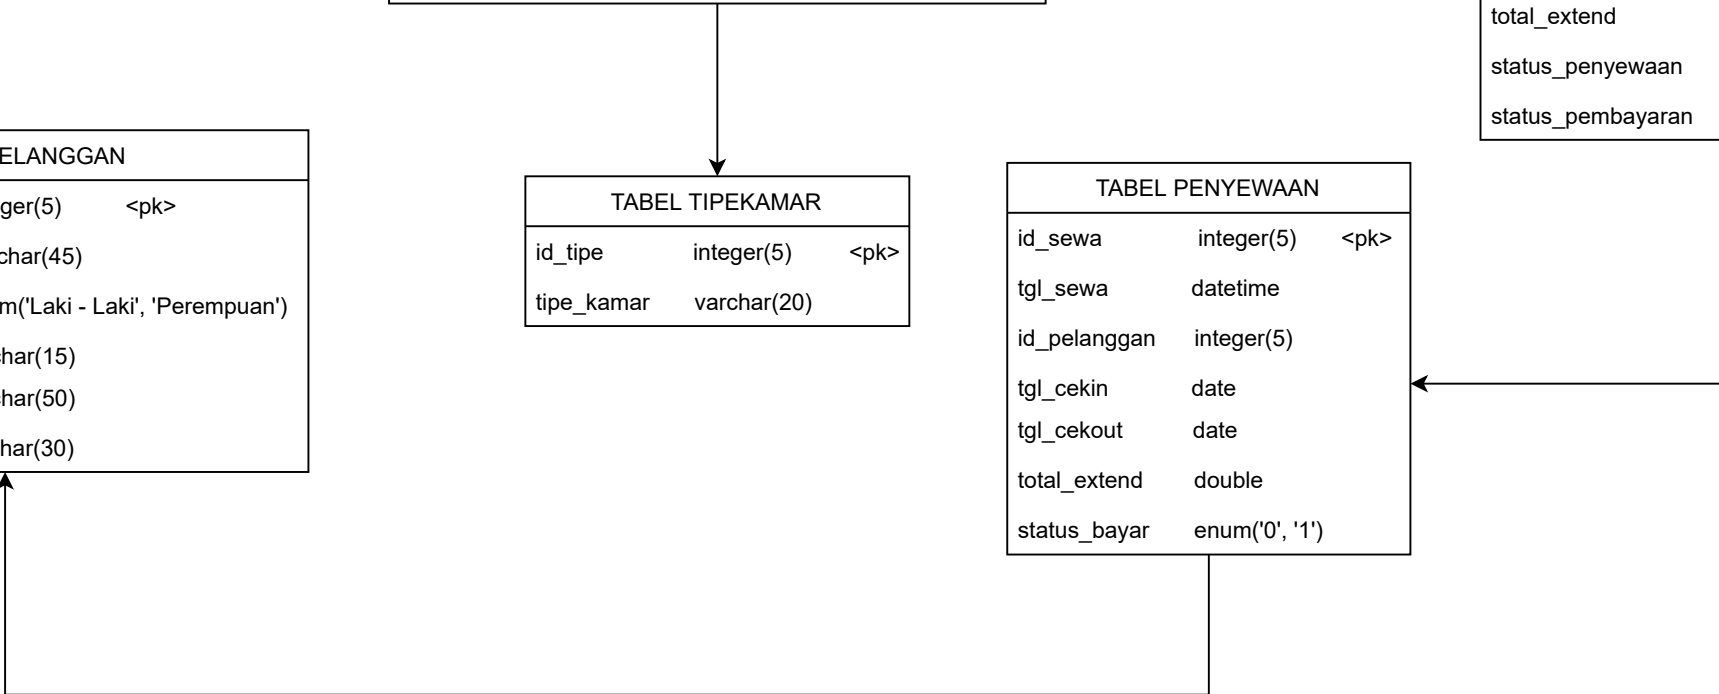 total_extend
status_penyewaan
status_pembayaran
ELANGGAN
ger(5) <pk>
char(45)
m('Laki - Laki', 'Perempuan')
har(15)
har(50)
har(30)
TABEL TIPEKAMAR
id_tipe integer(5) <pk>
tipe_kamar varchar(20)
TABEL PENYEWAAN
id_sewa integer(5) <pk>
tgl_sewa datetime
id_pelanggan integer(5)
tgl_cekin date
tgl_cekout date
total_extend double
status_bayar enum('0', '1')